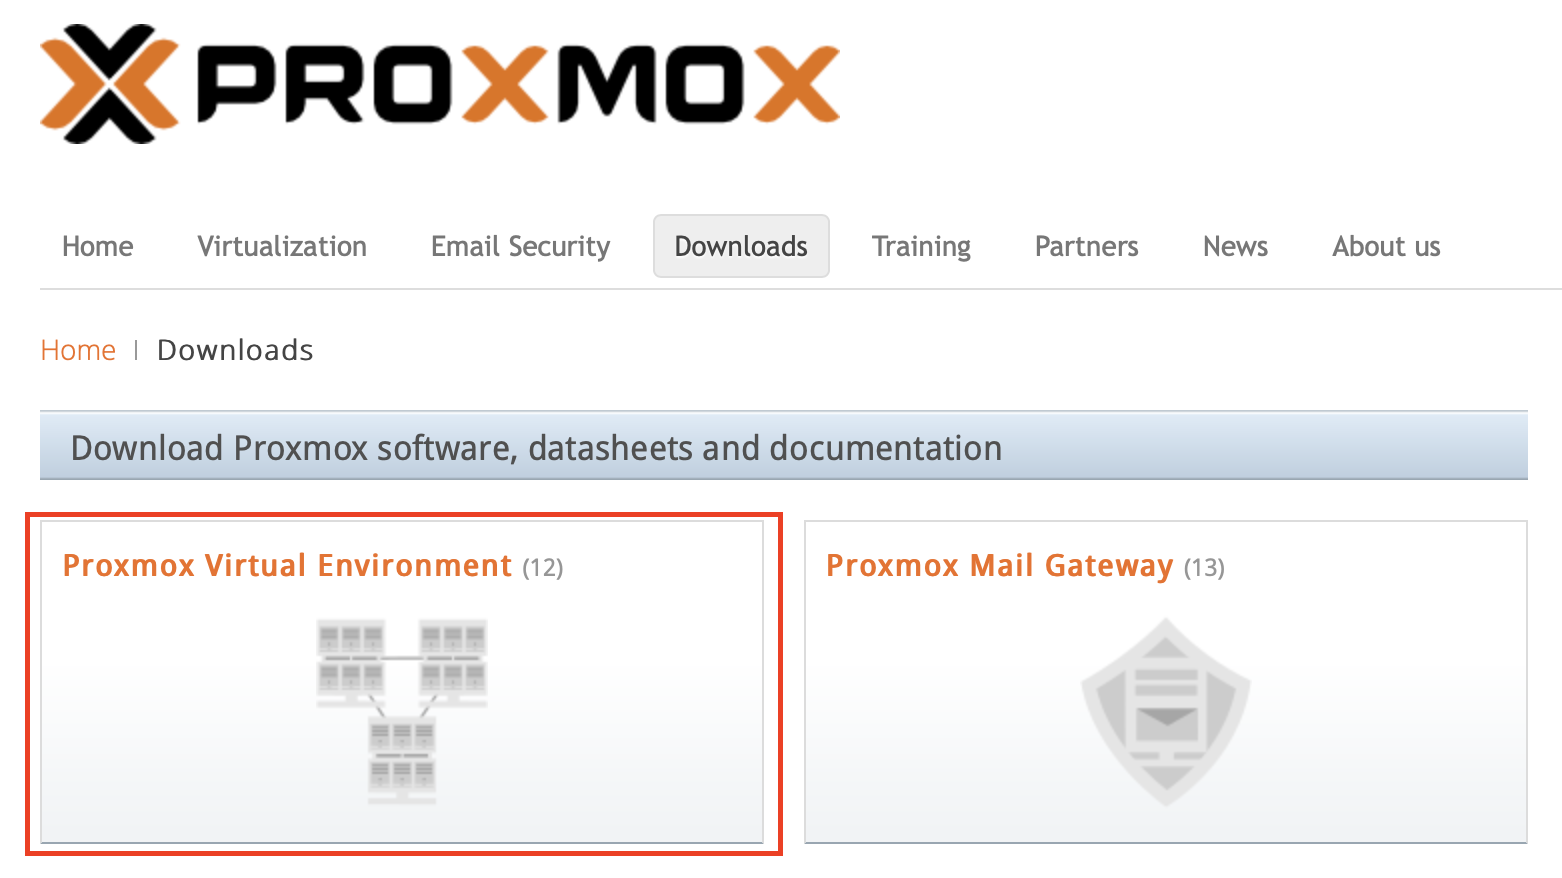 PROXMOX
Home Virtualization Email Security Downloads Training Partners News About us
Home | Downloads
Download Proxmox software, datasheets and documentation
Proxmox Virtual Environment (12)
Proxmox Mail Gateway (13)